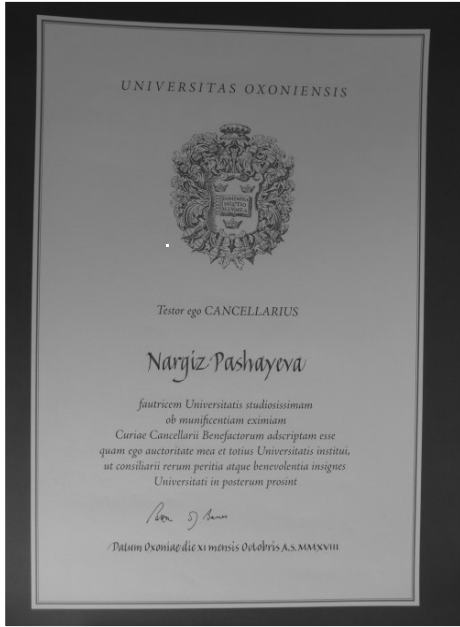 UNIVERSITAS OXONIENSIS
Testor ego CANCELLARIUS
Nargiz Pashayeva
fautricem Universitatis studiosissimam
ob munificentiam eximiam
Curiae Cancellarii Benefactorum adscriptam esse
quam ego auctoritate mea et totius Universitatis institui,
ut consiliarii rerum peritia atque benevolentia insignes
Universitati in posterum prosint
Datum Oxoniae die XI mensis Octobris A.S. MMXVIII